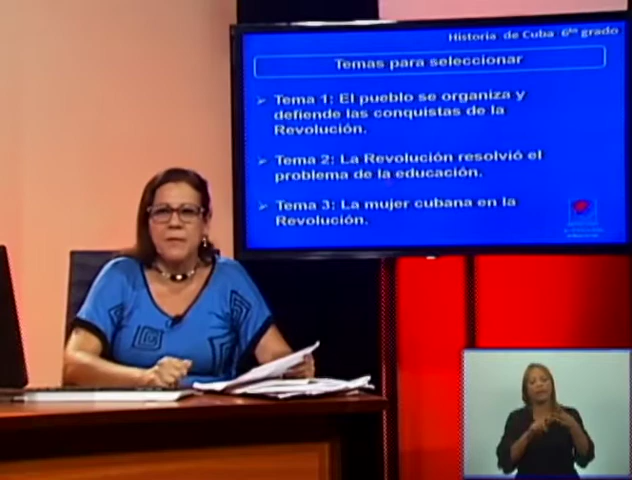 Historia de Cuba 6to grado
Temas para seleccionar
➢ Tema 1: El pueblo se organiza y
defiende las conquistas de la
Revolución.
➢ Tema 2: La Revolución resolvió el
problema de la educación.
➢ Tema 3: La mujer cubana en la
Revolución.